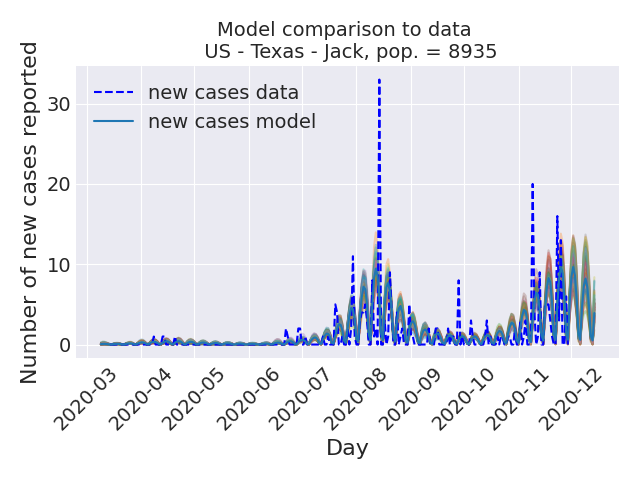 Model comparison to data
US - Texas - Jack, pop. = 8935
Number of new cases reported
30
20
10
0
new cases data
new cases model
2020-03
2020-04
2020-05
2020-06
2020-07
2020-08
2020-09
2020-10
2020-11
2020-12
Day